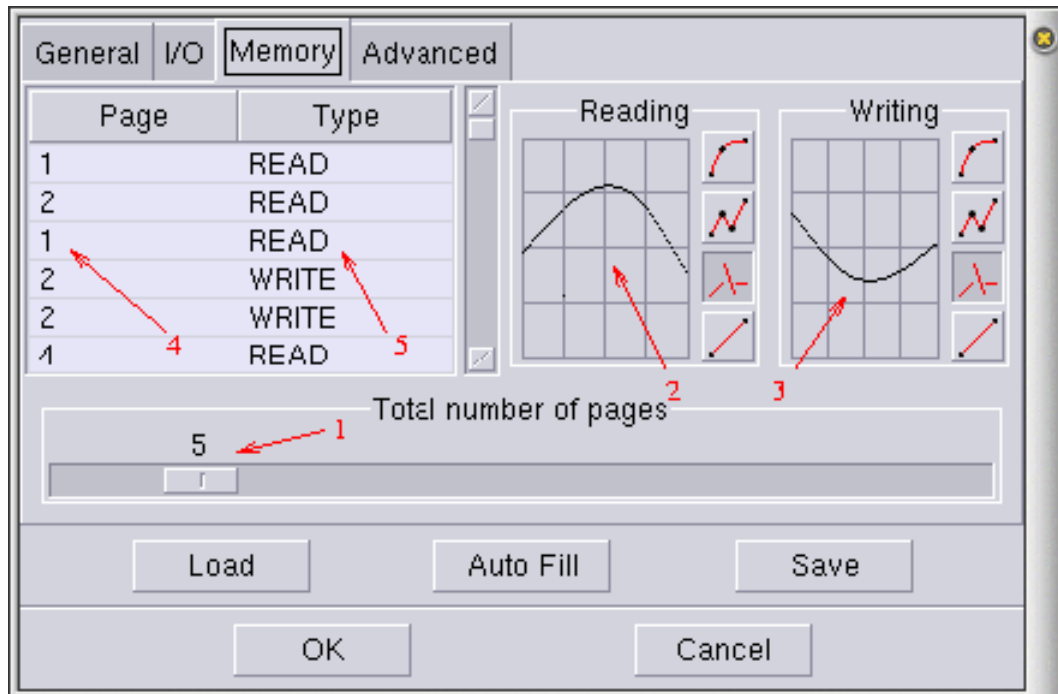 General I/O Memory Advanced
Page Type
1 READ
2 READ
1 READ
2 WRITE
2 WRITE
4 READ
4
5
Reading
2
Writing
3
Total number of pages
5
1
Load Auto Fill Save
OK Cancel